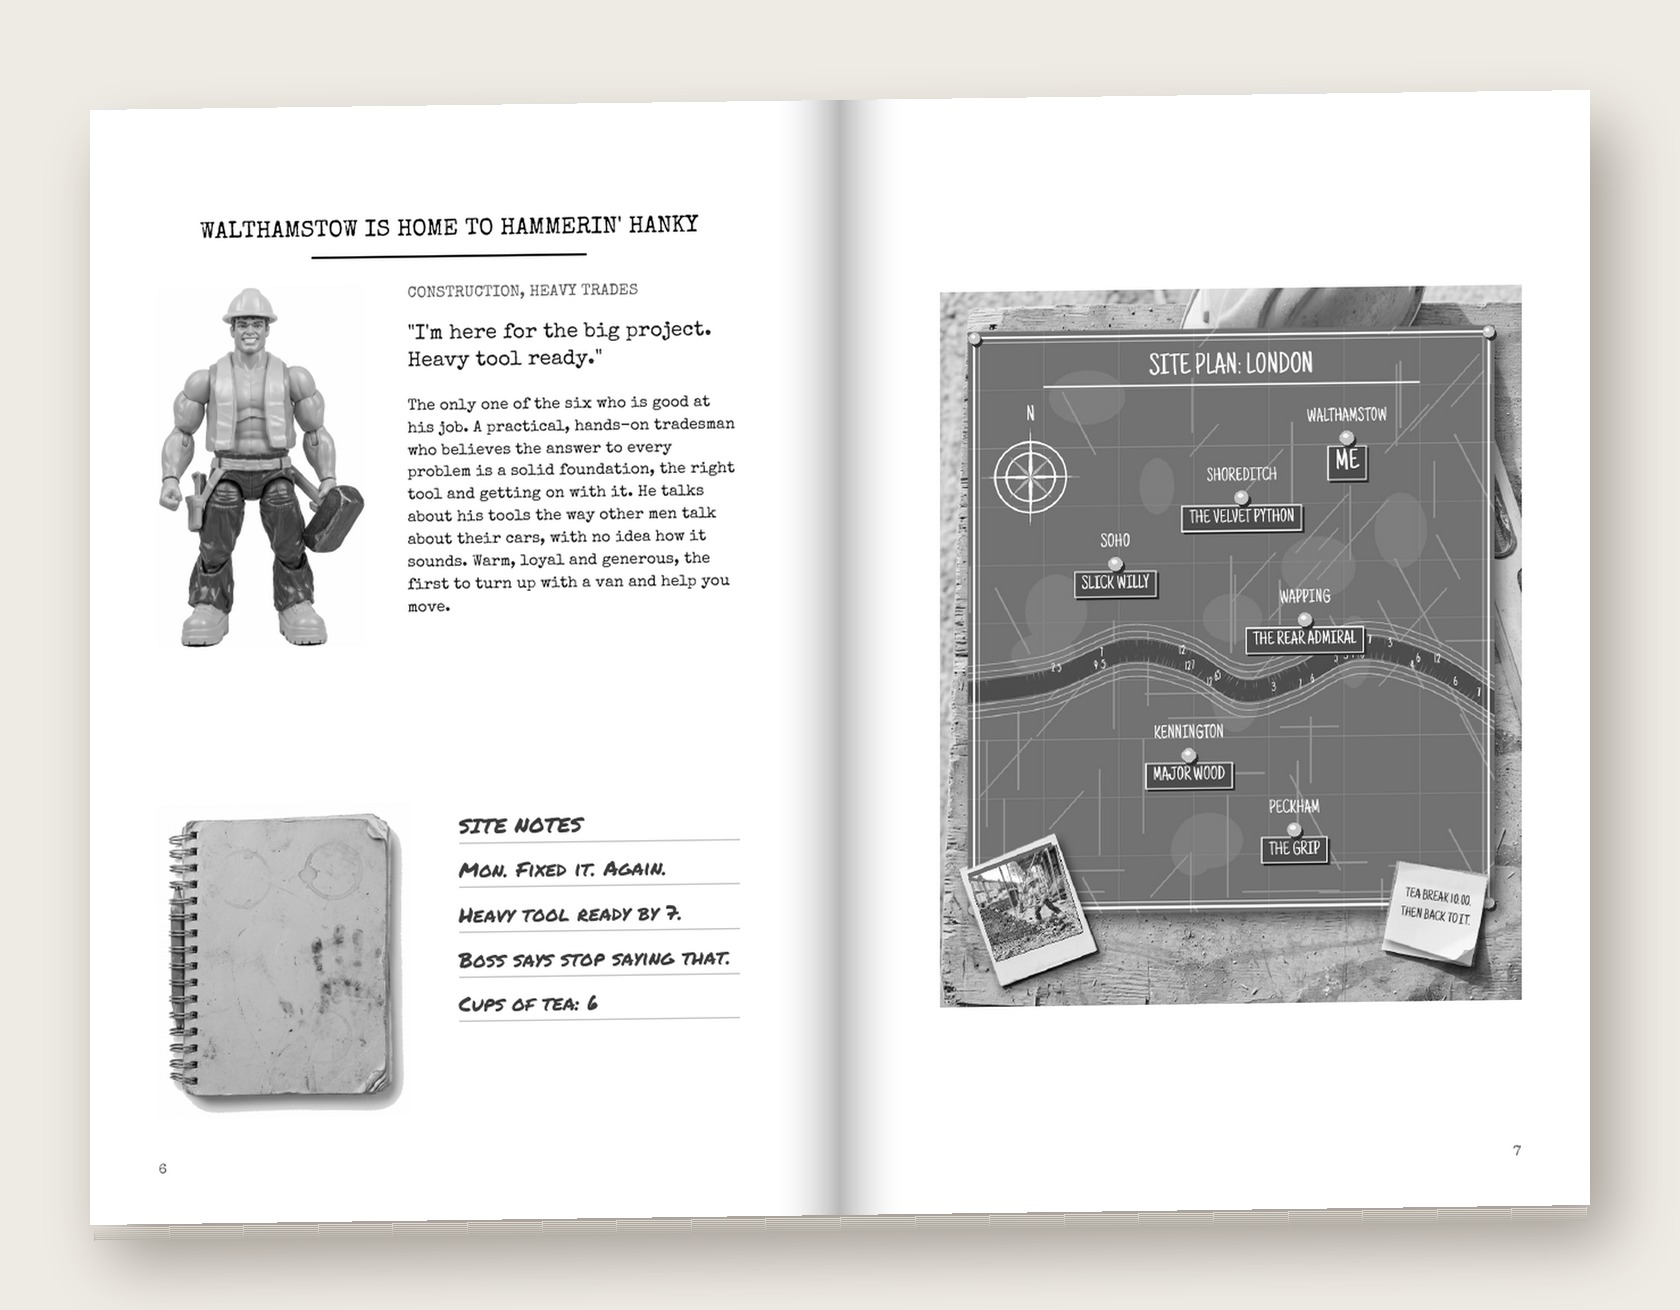 WALTHAMSTOW IS HOME TO HAMMERIN' HANKY
CONSTRUCTION, HEAVY TRADES
"I'm here for the big project.
Heavy tool ready."
The only one of the six who is good at
his job. A practical, hands-on tradesman
who believes the answer to every
problem is a solid foundation, the right
tool and getting on with it. He talks
about his tools the way other men talk
about their cars, with no idea how it
sounds. Warm, loyal and generous, the
first to turn up with a van and help you
move.
SITE NOTES
MON. FIXED IT. AGAIN.
HEAVY TOOL READY BY 7.
BOSS SAYS STOP SAYING THAT.
CUPS OF TEA: 6
6
SITE PLAN: LONDON
N
WALTHAMSTOW
ME
SHOREDITCH
THE VELVET PYTHON
SOHO
SLICK WILLY
WAPPING
THE REAR ADMIRAL
KENNINGTON
MAJOR WOOD
PECKHAM
THE GRIP
TEA BREAK 10.00.
THEN BACK TO IT.
7